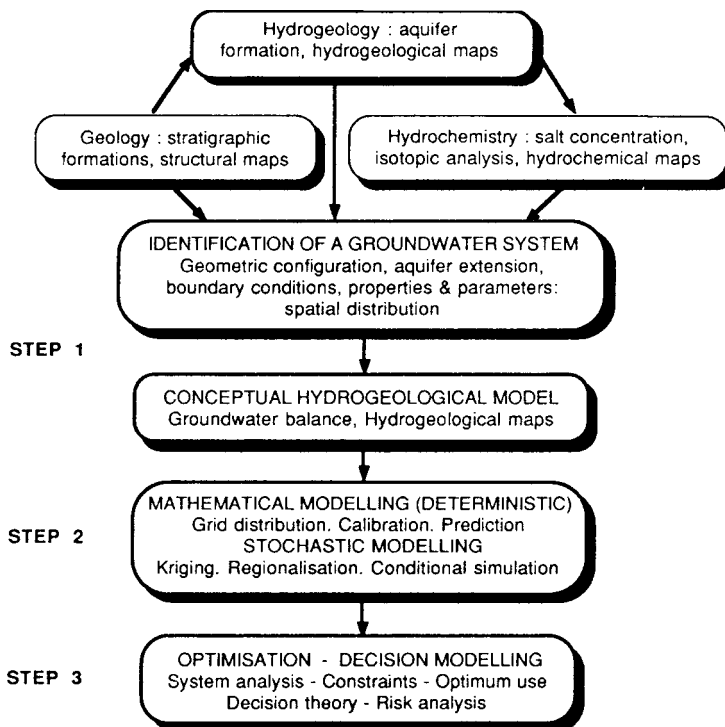 Hydrogeology : aquifer
formation, hydrogeological maps
Geology : stratigraphic
formations, structural maps
Hydrochemistry : salt concentration,
isotopic analysis, hydrochemical maps
IDENTIFICATION OF A GROUNDWATER SYSTEM
Geometric configuration, aquifer extension,
boundary conditions, properties & parameters:
spatial distribution
STEP 1
CONCEPTUAL HYDROGEOLOGICAL MODEL
Groundwater balance, Hydrogeological maps
STEP 2
MATHEMATICAL MODELLING (DETERMINISTIC)
Grid distribution. Calibration. Prediction
STOCHASTIC MODELLING
Kriging. Regionalisation. Conditional simulation
STEP 3
OPTIMISATION - DECISION MODELLING
System analysis - Constraints - Optimum use
Decision theory - Risk analysis